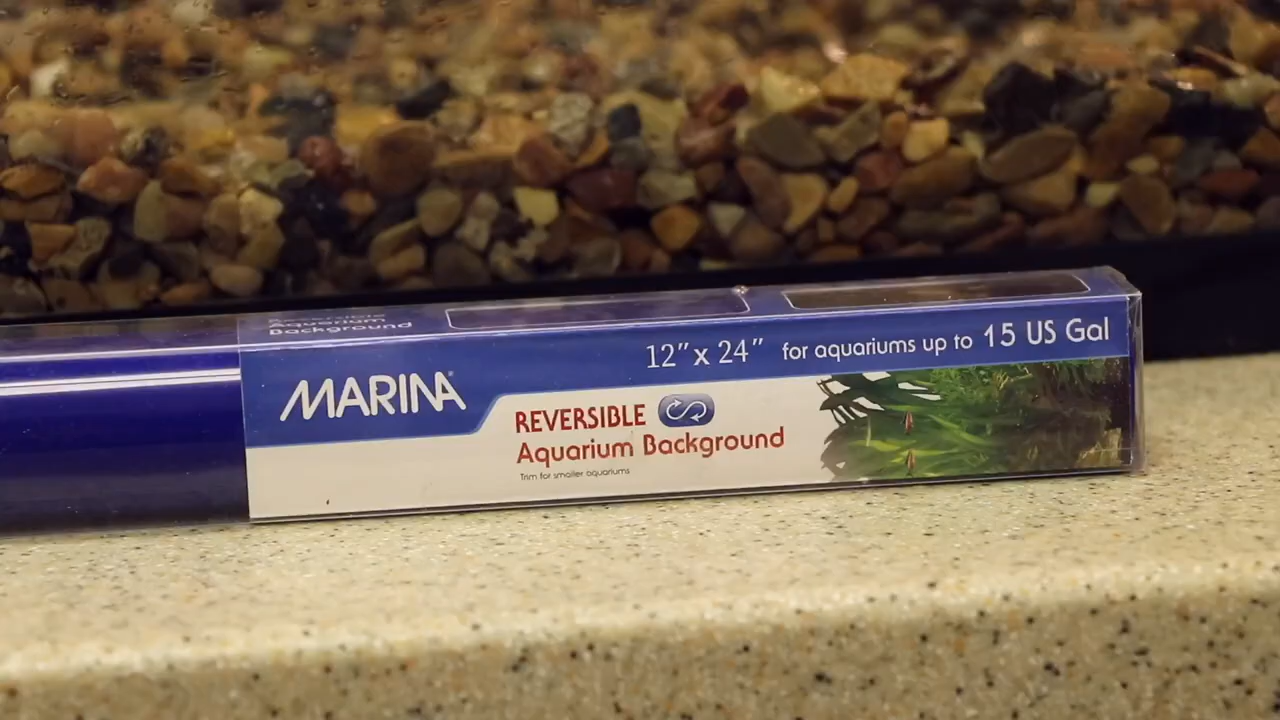 Reversible
Aquarium
Background
12" x 24" for aquariums up to 15 US Gal
MARINA
REVERSIBLE
Aquarium Background
Trim for smaller aquariums